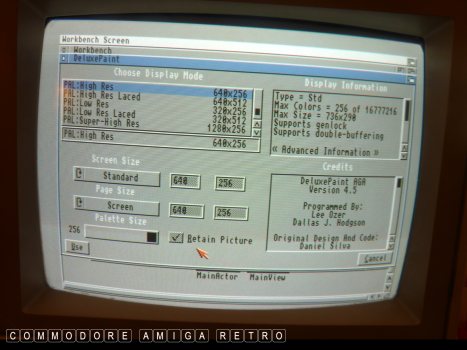 Workbench Screen
Workbench
DeluxePaint
Choose Display Mode
PAL:High Res 640x256
PAL:High Res Laced 640x512
PAL:Low Res 320x256
PAL:Low Res Laced 320x512
PAL:Super-High Res 1280x256
PAL:High Res 640x256
Screen Size
Standard 640 256
Page Size
Screen 640 256
Palette Size
256
Retain Picture
Use
Display Information
Type = Std
Max Colors = 256 of 16777216
Max Size = 736x290
Supports genlock
Supports double-buffering
« Advanced Information »
Credits
DeluxePaint AGA
Version 4.5
Programmed By:
Lee Ozer
Dallas J. Hodgson
Original Design And Code:
Daniel Silva
Cancel
MainActor MainView
COMMODORE AMIGA RETRO